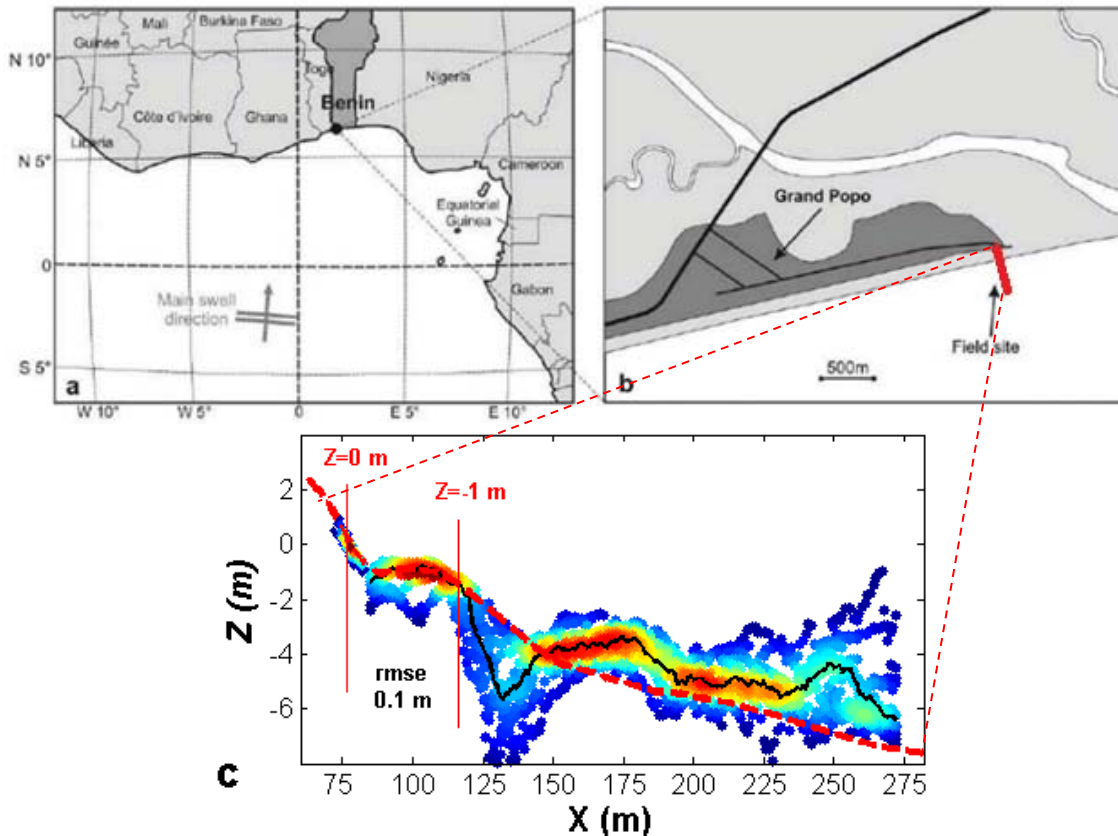 N 10°
N 5°
0
S 5°
W 10°
W 5°
0
E 5°
E 10°
Guinée
Mali
Burkina Faso
Togo
Benin
Nigeria
Côte d'Ivoire
Ghana
Liberia
Cameroon
Equatorial
Guinea
Gabon
Main swell
direction
a
Grand Popo
Field site
500m
b
Z=0 m
Z=-1 m
2
0
-2
-4
-6
Z (m)
rmse
0.1 m
75
100
125
150
175
200
225
250
275
X (m)
c